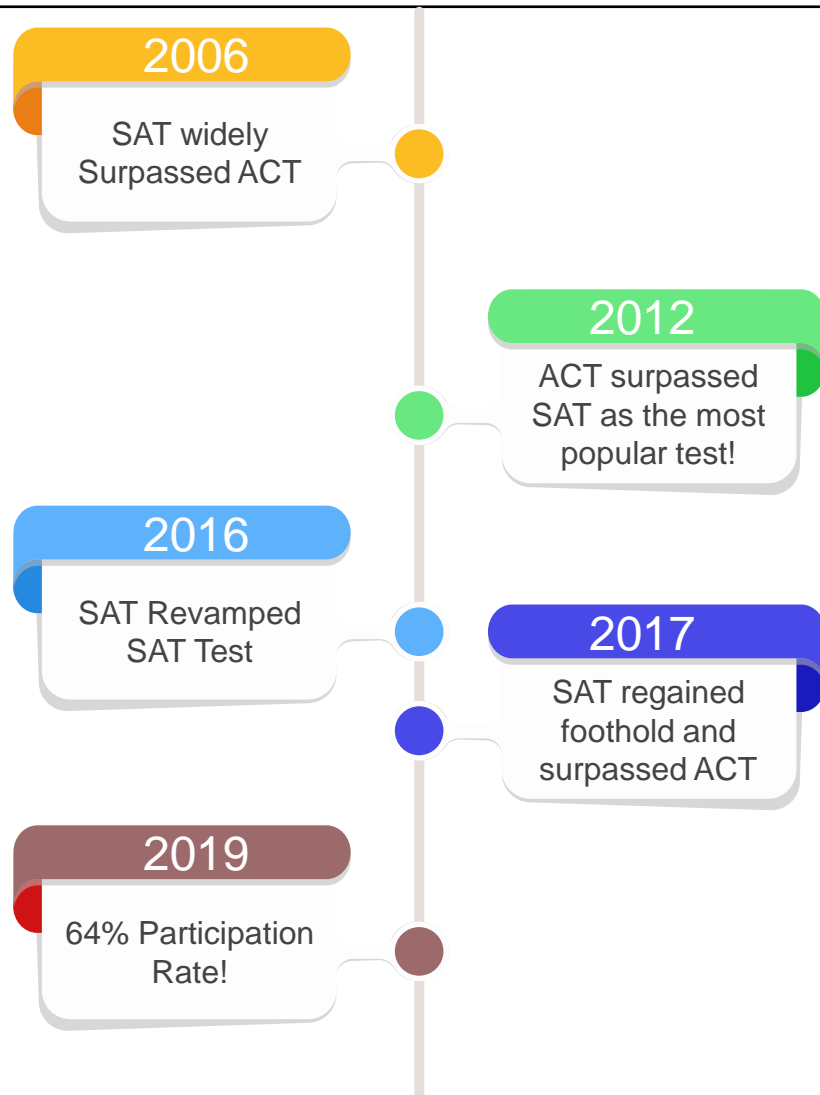 2006
SAT widely
Surpassed ACT
2012
ACT surpassed
SAT as the most
popular test!
2016
SAT Revamped
SAT Test
2017
SAT regained
foothold and
surpassed ACT
2019
64% Participation
Rate!